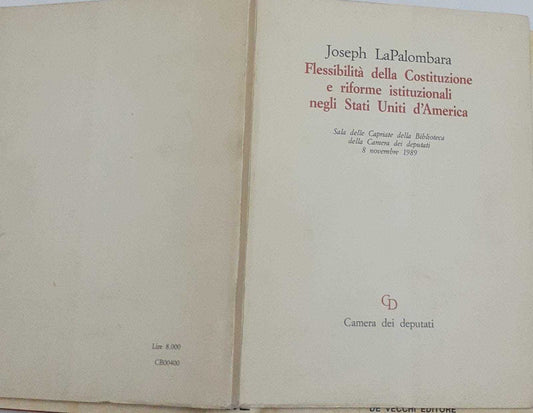 Joseph LaPalombara
Flessibilità della Costituzione
e riforme istituzionali
negli Stati Uniti d'America
Sala delle Capriate della Biblioteca
della Camera dei deputati
8 novembre 1989
CD
Camera dei deputati
Lire 8.000
CB00400
DE VECCHI EDITORE